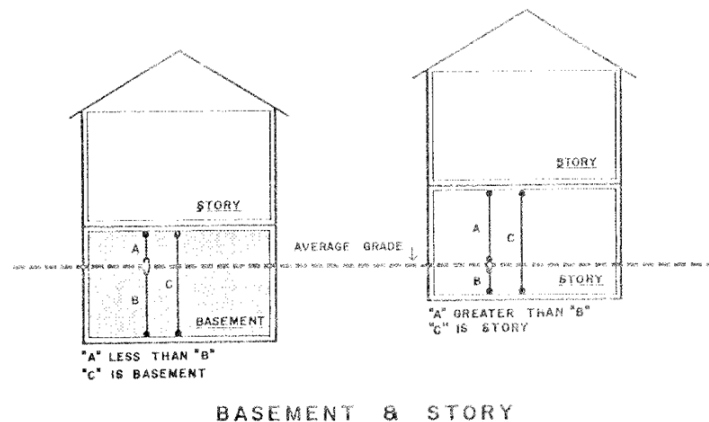 STORY
A
C
B
BASEMENT
"A" LESS THAN "B"
"C" IS BASEMENT
AVERAGE GRADE
STORY
A
C
B
STORY
"A" GREATER THAN "B"
"C" IS STORY
BASEMENT & STORY